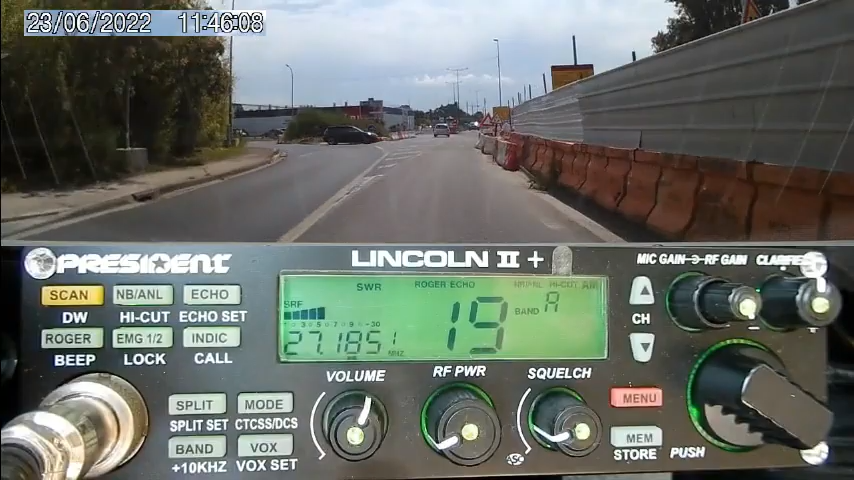 23/06/2022 11:46:08
PRESIDENT
LINCOLN II +
MIC GAIN RF GAIN CLARIFIER
SCAN NB/ANL ECHO
DW HI-CUT ECHO SET
ROGER EMG 1/2 INDIC
BEEP LOCK CALL
SWR ROGER ECHO NB/ANL HI-CUT AM
SRF
19 BAND A
27.185 MHZ
CH
VOLUME RF PWR SQUELCH
SPLIT MODE
SPLIT SET CTCSS/DCS
BAND VOX
+10KHZ VOX SET
ASC
MENU
MEM
STORE PUSH